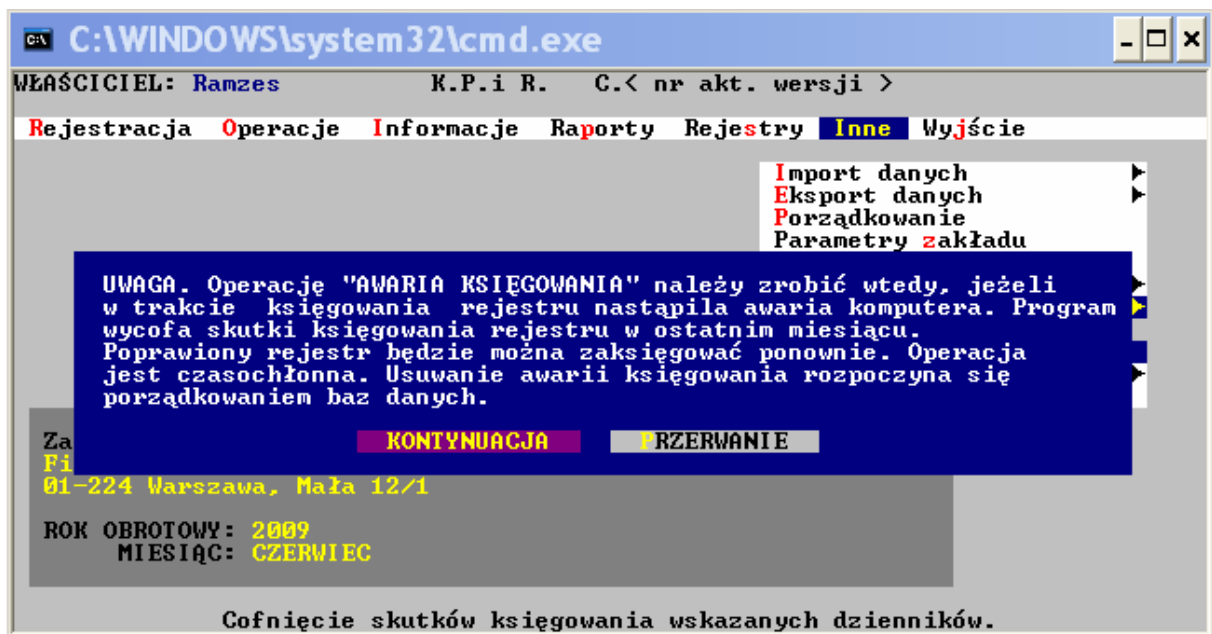 C:\WINDOWS\system32\cmd.exe
WŁAŚCICIEL: Ramzes K.P.i R. C.< nr akt. wersji >
Rejestracja Operacje Informacje Raporty Rejestry Inne Wyjście
Import danych
Eksport danych
Porządkowanie
Parametry zakładu
UWAGA. Operację "AWARIA KSIĘGOWANIA" należy zrobić wtedy, jeżeli
w trakcie księgowania rejestru nastąpila awaria komputera. Program
wycofa skutki księgowania rejestru w ostatnim miesiącu.
Poprawiony rejestr będzie można zaksięgować ponownie. Operacja
jest czasochłonna. Usuwanie awarii księgowania rozpoczyna się
porządkowaniem baz danych.
KONTYNUACJA PRZERWANIE
Za
Fi
01-224 Warszawa, Mała 12/1
ROK OBROTOWY: 2009
MIESIĄC: CZERWIEC
Cofnięcie skutków księgowania wskazanych dzienników.